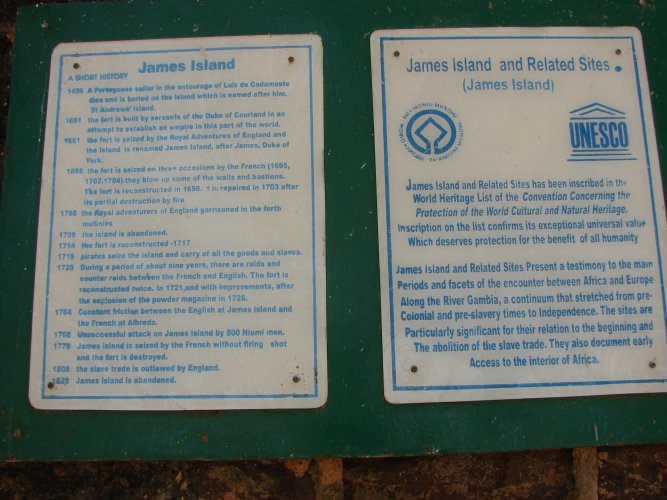 James Island
A SHORT HISTORY
1456 A Portuguese sailor in the entourage of Luiz de Cadamosto
dies and is buried on the island which is named after him.
St Andrews' Island.
1651 the fort is built by servants of the Duke of Courland in an
attempt to establish an empire in this part of the world.
1661 the fort is seized by the Royal Adventures of England and
the island is renamed James Island, after James, Duke of
York.
1695 the fort is seized on three occasions by the French (1695,
1702,1704).they blow up some of the walls and bastions.
The fort is reconstructed in 1698. it is repaired in 1703 after
its partial destruction by fire.
1708 the Royal adventurers of England garrisoned in the forth
mutinies
1709 the island is abandoned.
1714 the fort is reconstructed -1717
1719 pirates seize the island and carry of all the goods and slaves.
1720 During a period of about nine years, there are raids and
counter raids between the French and English. The fort is
reconstructed twice. In 1721,and with improvements, after
the explosion of the powder magazine in 1726.
1764 Constant friction between the English at James Island and
the French at Albreda.
1768 Unsuccessful attack on James Island by 500 Niumi men.
1779 James Island is seized by the French without firing shot
and the fort is destroyed.
1808 the slave trade is outlawed by England.
1829 James Island is abandoned.
James Island and Related Sites.
(James Island)
PATRIMONIO MUNDIAL
WORLD HERITAGE
PATRIMOINE MONDIAL
UNESCO
James Island and Related Sites has been inscribed in the
World Heritage List of the Convention Concerning the
Protection of the World Cultural and Natural Heritage.
Inscription on the list confirms its exceptional universal value
Which deserves protection for the benefit of all humanity
James Island and Related Sites Present a testimony to the main
Periods and facets of the encounter between Africa and Europe
Along the River Gambia, a continuum that stretched from pre-
Colonial and pre-slavery times to Independence. The sites are
Particularly significant for their relation to the beginning and
The abolition of the slave trade. They also document early
Access to the interior of Africa.